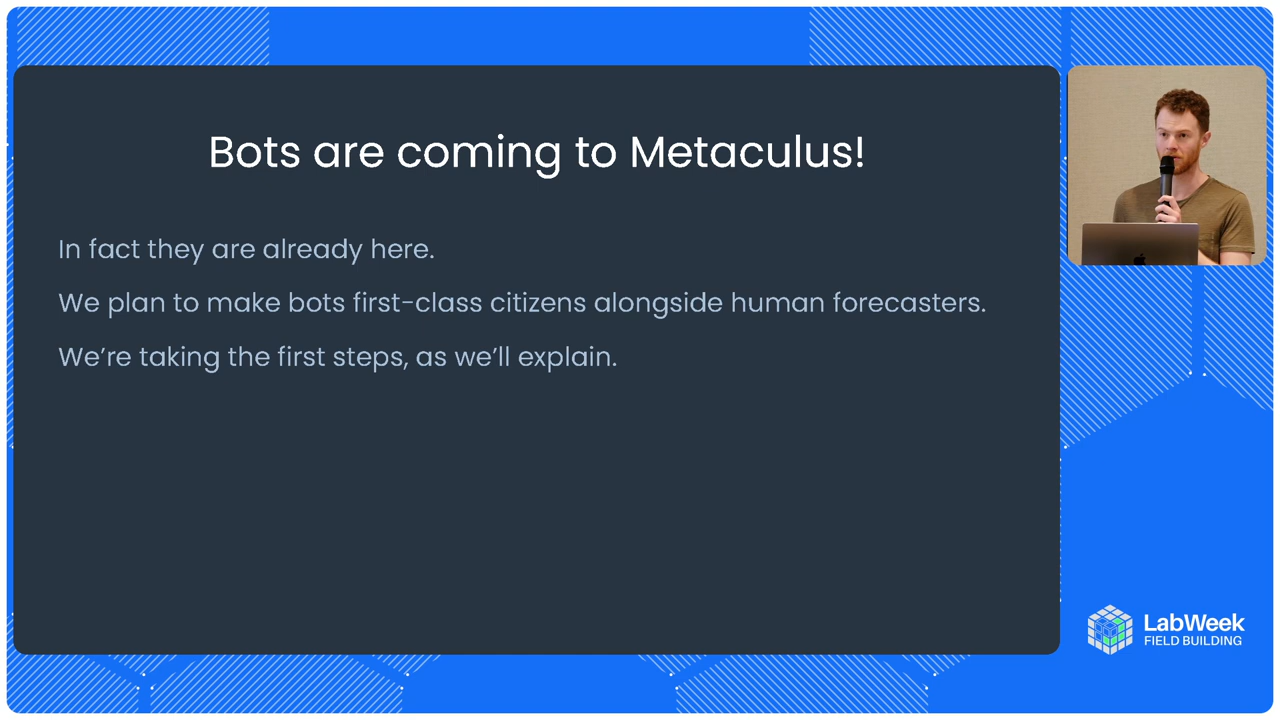 Bots are coming to Metaculus!
In fact they are already here.
We plan to make bots first-class citizens alongside human forecasters.
We’re taking the first steps, as we’ll explain.
LabWeek
FIELD BUILDING